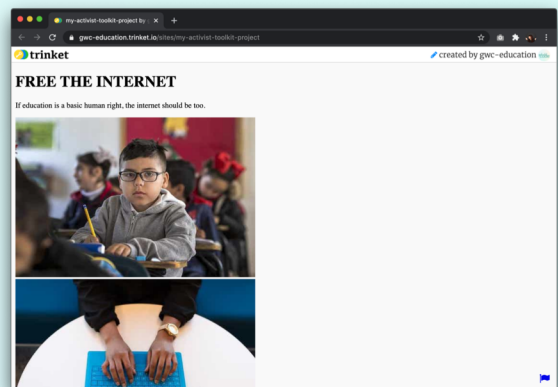 my-activist-toolkit-project by
gwc-education.trinket.io/sites/my-activist-toolkit-project
trinket
created by gwc-education
FREE THE INTERNET
If education is a basic human right, the internet should be too.